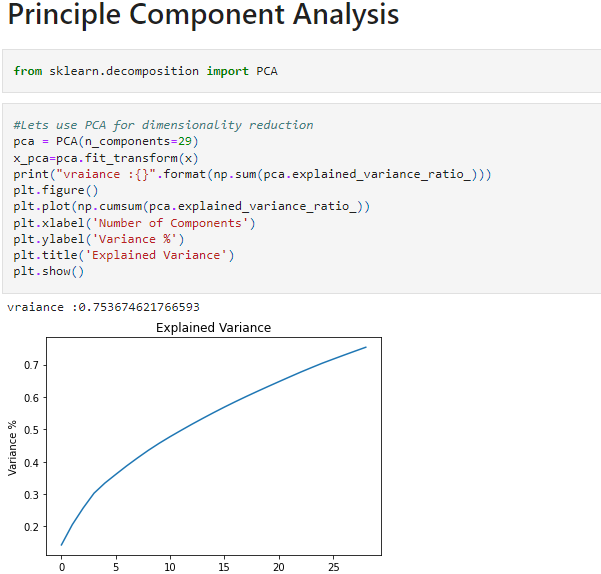 Principle Component Analysis
from sklearn.decomposition import PCA
#Lets use PCA for dimensionality reduction
pca = PCA(n_components=29)
x_pca=pca.fit_transform(x)
print("vraiance :{}".format(np.sum(pca.explained_variance_ratio_)))
plt.figure()
plt.plot(np.cumsum(pca.explained_variance_ratio_))
plt.xlabel('Number of Components')
plt.ylabel('Variance %')
plt.title('Explained Variance')
plt.show()
vraiance :0.753674621766593
Explained Variance
0.7
0.6
0.5
0.4
0.3
0.2
Variance %
0 5 10 15 20 25